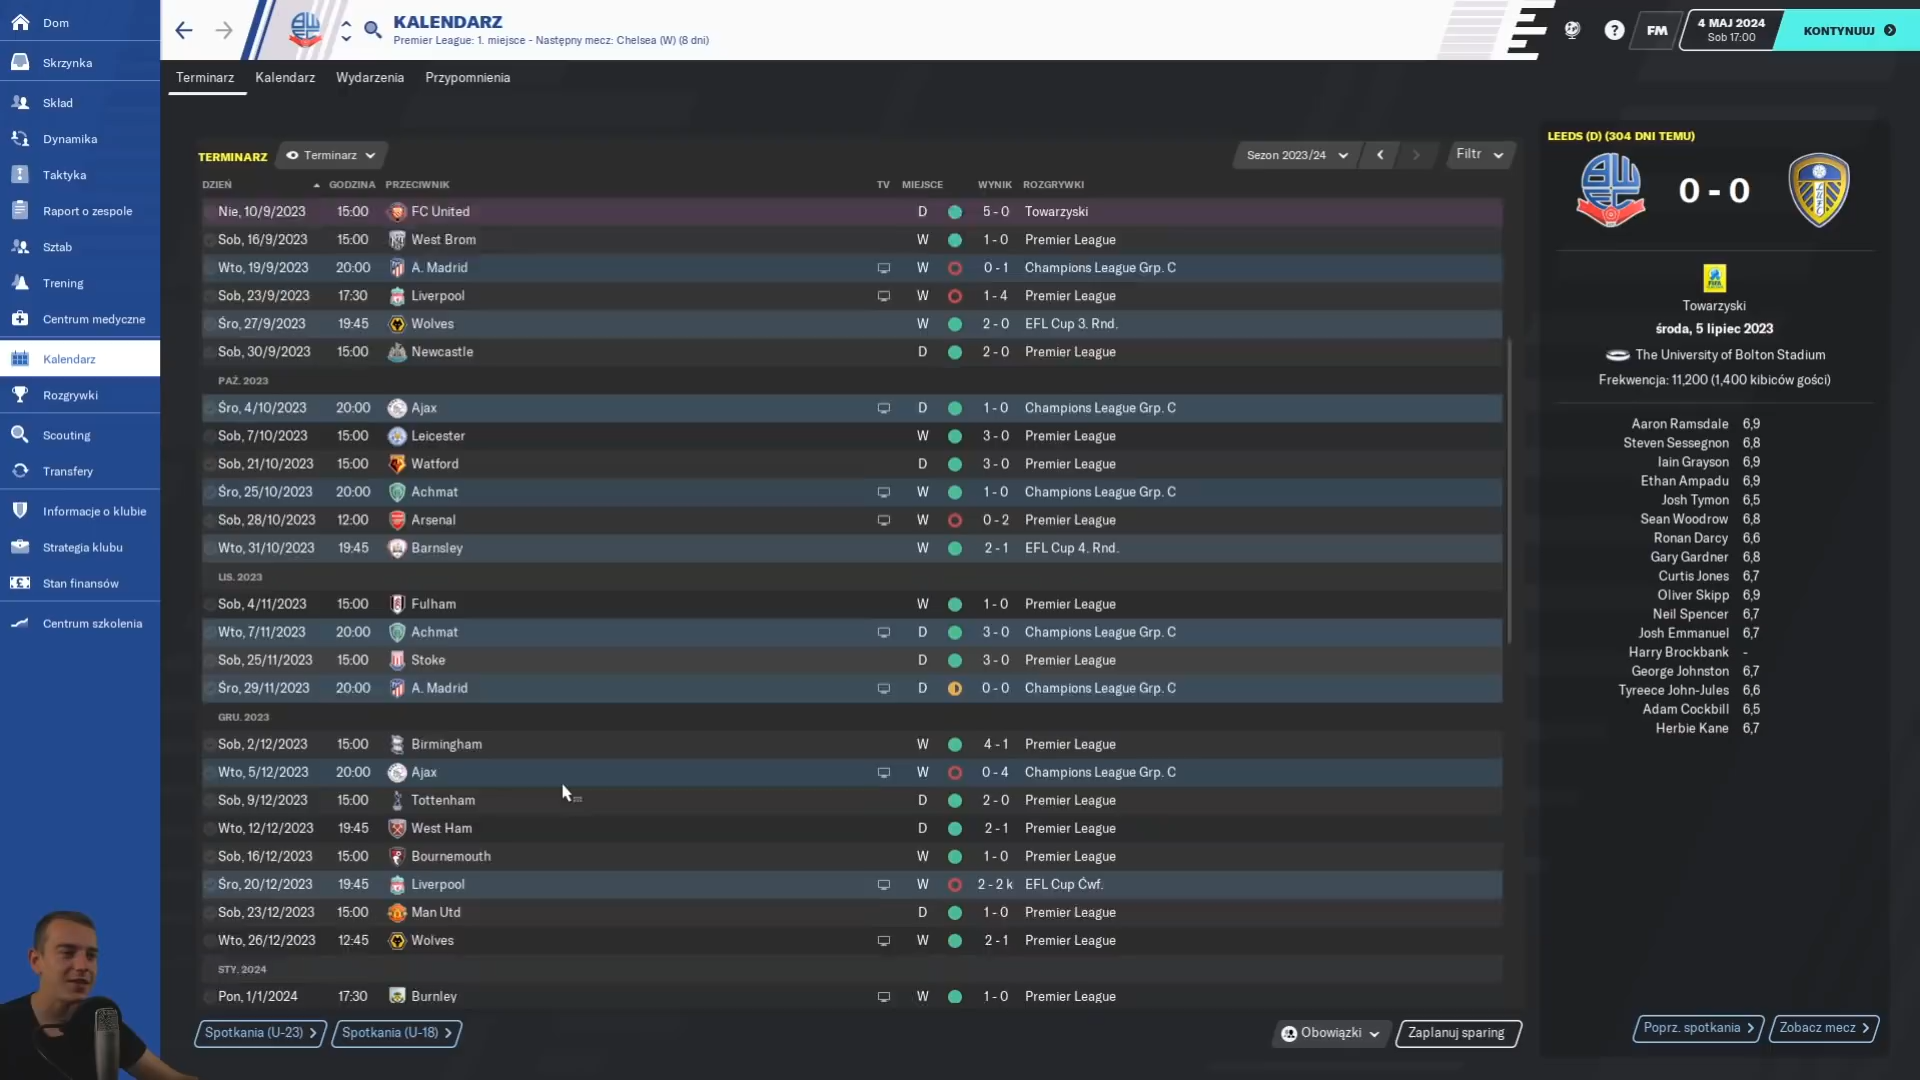 Dom
Skrzynka
Skład
Dynamika
Taktyka
Raport o zespole
Sztab
Trening
Centrum medyczne
Kalendarz
Rozgrywki
Scouting
Transfery
Informacje o klubie
Strategia klubu
Stan finansów
Centrum szkolenia
KALENDARZ
Premier League: 1. miejsce - Następny mecz: Chelsea (W) (8 dni)
FM
4 MAJ 2024
Sob 17:00
KONTYNUUJ
Terminarz Kalendarz Wydarzenia Przypomnienia
TERMINARZ Terminarz Sezon 2023/24 Filtr
DZIEŃ GODZINA PRZECIWNIK TV MIEJSCE WYNIK ROZGRYWKI
Nie, 10/9/2023 15:00 FC United D 5 - 0 Towarzyski
Sob, 16/9/2023 15:00 West Brom W 1 - 0 Premier League
Wto, 19/9/2023 20:00 A. Madrid W 0 - 1 Champions League Grp. C
Sob, 23/9/2023 17:30 Liverpool W 1 - 4 Premier League
Śro, 27/9/2023 19:45 Wolves W 2 - 0 EFL Cup 3. Rnd.
Sob, 30/9/2023 15:00 Newcastle D 2 - 0 Premier League
PAŹ. 2023
Śro, 4/10/2023 20:00 Ajax D 1 - 0 Champions League Grp. C
Sob, 7/10/2023 15:00 Leicester W 3 - 0 Premier League
Sob, 21/10/2023 15:00 Watford D 3 - 0 Premier League
Śro, 25/10/2023 20:00 Achmat W 1 - 0 Champions League Grp. C
Sob, 28/10/2023 12:00 Arsenal W 0 - 2 Premier League
Wto, 31/10/2023 19:45 Barnsley W 2 - 1 EFL Cup 4. Rnd.
LIS. 2023
Sob, 4/11/2023 15:00 Fulham W 1 - 0 Premier League
Wto, 7/11/2023 20:00 Achmat D 3 - 0 Champions League Grp. C
Sob, 25/11/2023 15:00 Stoke D 3 - 0 Premier League
Śro, 29/11/2023 20:00 A. Madrid D 0 - 0 Champions League Grp. C
GRU. 2023
Sob, 2/12/2023 15:00 Birmingham W 4 - 1 Premier League
Wto, 5/12/2023 20:00 Ajax W 0 - 4 Champions League Grp. C
Sob, 9/12/2023 15:00 Tottenham D 2 - 0 Premier League
Wto, 12/12/2023 19:45 West Ham D 2 - 1 Premier League
Sob, 16/12/2023 15:00 Bournemouth W 1 - 0 Premier League
Śro, 20/12/2023 19:45 Liverpool W 2 - 2 k EFL Cup Ćwf.
Sob, 23/12/2023 15:00 Man Utd D 1 - 0 Premier League
Wto, 26/12/2023 12:45 Wolves W 2 - 1 Premier League
STY. 2024
Pon, 1/1/2024 17:30 Burnley W 1 - 0 Premier League
Spotkania (U-23) Spotkania (U-18) Obowiązki Zaplanuj sparing
LEEDS (D) (304 DNI TEMU)
0 - 0
Towarzyski
środa, 5 lipiec 2023
The University of Bolton Stadium
Frekwencja: 11,200 (1,400 kibiców gości)
Aaron Ramsdale 6,9
Steven Sessegnon 6,8
Iain Grayson 6,9
Ethan Ampadu 6,9
Josh Tymon 6,5
Sean Woodrow 6,8
Ronan Darcy 6,6
Gary Gardner 6,8
Curtis Jones 6,7
Oliver Skipp 6,9
Neil Spencer 6,7
Josh Emmanuel 6,7
Harry Brockbank -
George Johnston 6,7
Tyreece John-Jules 6,6
Adam Cockbill 6,5
Herbie Kane 6,7
Poprz. spotkania Zobacz mecz